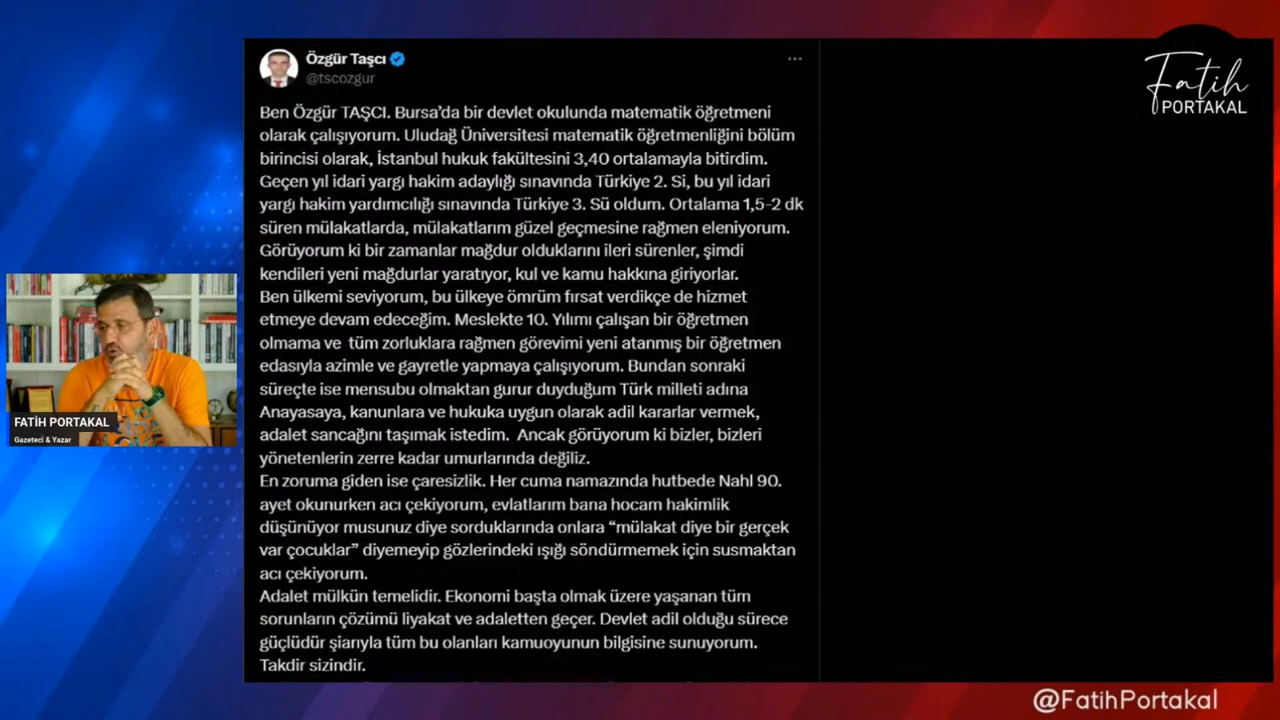 Özgür Taşcı
@tscozgur
Ben Özgür TAŞCI. Bursa’da bir devlet okulunda matematik öğretmeni
olarak çalışıyorum. Uludağ Üniversitesi matematik öğretmenliğini bölüm
birincisi olarak, İstanbul hukuk fakültesini 3,40 ortalamayla bitirdim.
Geçen yıl idari yargı hakim adaylığı sınavında Türkiye 2. Si, bu yıl idari
yargı hakim yardımcılığı sınavında Türkiye 3. Sü oldum. Ortalama 1,5-2 dk
süren mülakatlarda, mülakatlarım güzel geçmesine rağmen eleniyorum.
Görüyorum ki bir zamanlar mağdur olduklarını ileri sürenler, şimdi
kendileri yeni mağdurlar yaratıyor, kul ve kamu hakkına giriyorlar.
Ben ülkemi seviyorum, bu ülkeye ömrüm fırsat verdikçe de hizmet
etmeye devam edeceğim. Meslekte 10. Yılımı çalışan bir öğretmen
olmama ve tüm zorluklara rağmen görevimi yeni atanmış bir öğretmen
edasıyla azimle ve gayretle yapmaya çalışıyorum. Bundan sonraki
süreçte ise mensubu olmaktan gurur duyduğum Türk milleti adına
Anayasaya, kanunlara ve hukuka uygun olarak adil kararlar vermek,
adalet sancağını taşımak istedim. Ancak görüyorum ki bizler, bizleri
yönetenlerin zerre kadar umurlarında değiliz.
En zoruma giden ise çaresizlik. Her cuma namazında hutbede Nahl 90.
ayet okunurken acı çekiyorum, evlatlarım bana hocam hakimlik
düşünüyor musunuz diye sorduklarında onlara “mülakat diye bir gerçek
var çocuklar” diyemeyip gözlerindeki ışığı söndürmemek için susmaktan
acı çekiyorum.
Adalet mülkün temelidir. Ekonomi başta olmak üzere yaşanan tüm
sorunların çözümü liyakat ve adaletten geçer. Devlet adil olduğu sürece
güçlüdür şiarıyla tüm bu olanları kamuoyunun bilgisine sunuyorum.
Takdir sizindir.
Fatih
PORTAKAL
FATİH PORTAKAL
Gazeteci & Yazar
@FatihPortakal